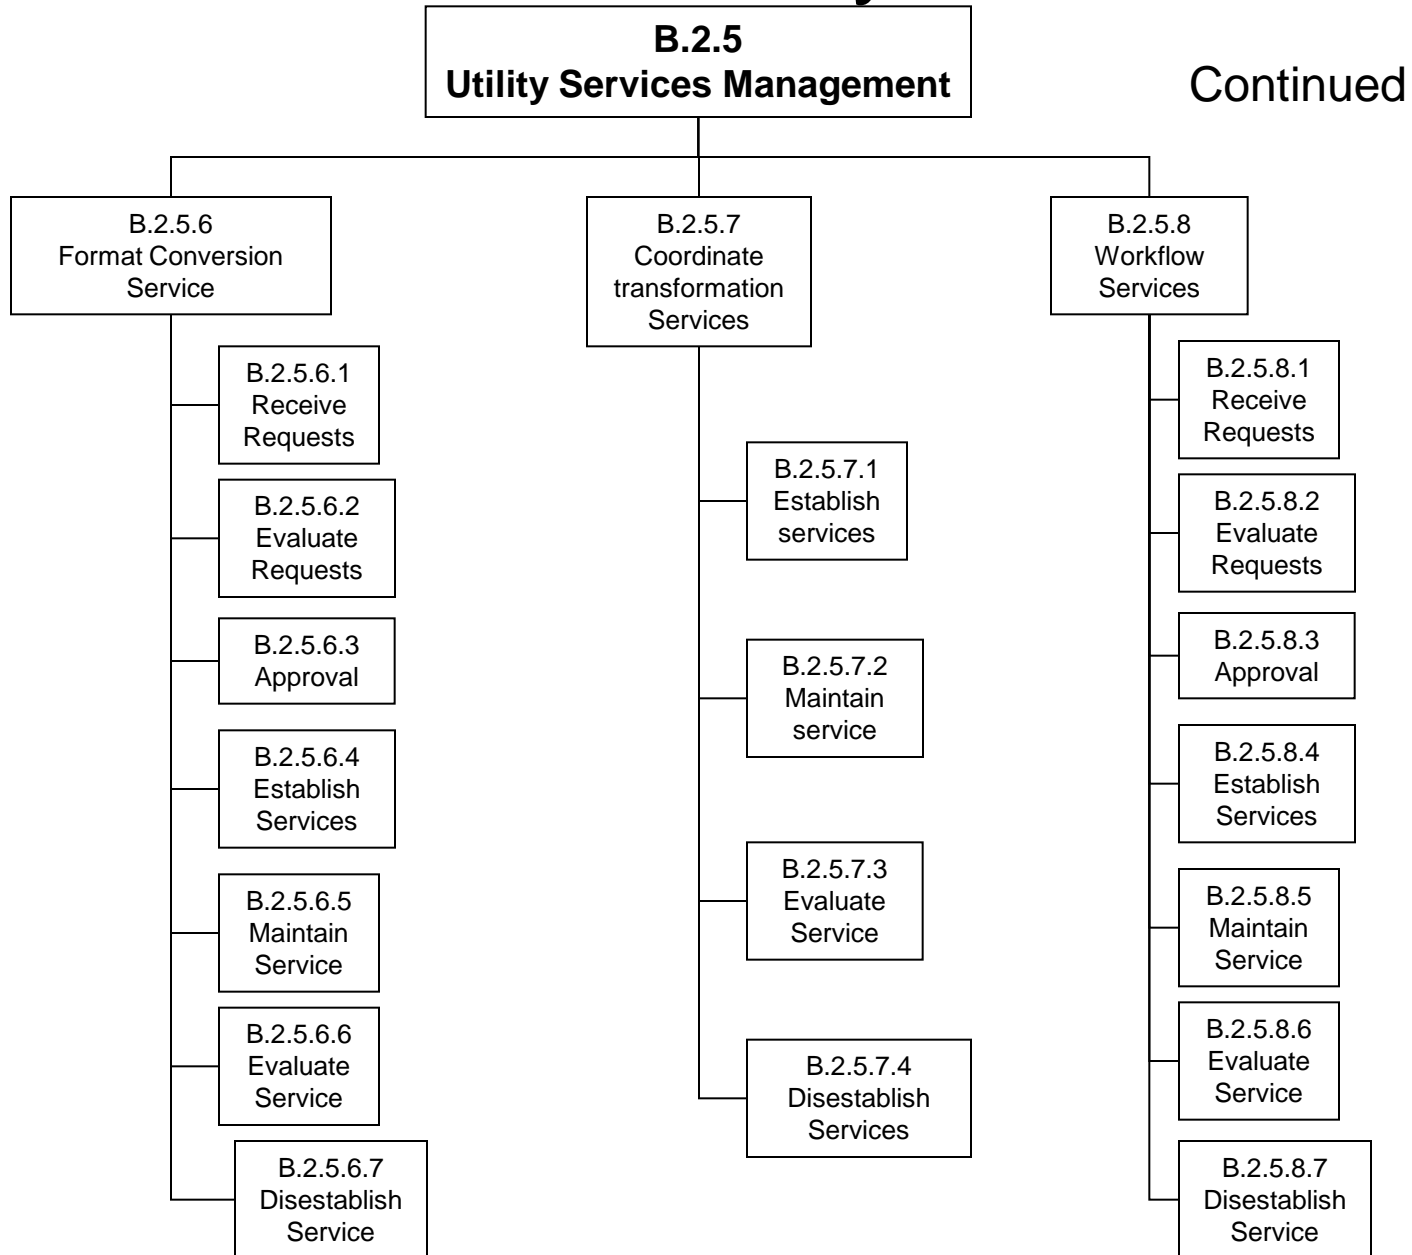 B.2.5
Utility Services Management
Continued
B.2.5.6
Format Conversion
Service
B.2.5.6.1
Receive
Requests
B.2.5.6.2
Evaluate
Requests
B.2.5.6.3
Approval
B.2.5.6.4
Establish
Services
B.2.5.6.5
Maintain
Service
B.2.5.6.6
Evaluate
Service
B.2.5.6.7
Disestablish
Service
B.2.5.7
Coordinate
transformation
Services
B.2.5.7.1
Establish
services
B.2.5.7.2
Maintain
service
B.2.5.7.3
Evaluate
Service
B.2.5.7.4
Disestablish
Services
B.2.5.8
Workflow
Services
B.2.5.8.1
Receive
Requests
B.2.5.8.2
Evaluate
Requests
B.2.5.8.3
Approval
B.2.5.8.4
Establish
Services
B.2.5.8.5
Maintain
Service
B.2.5.8.6
Evaluate
Service
B.2.5.8.7
Disestablish
Service